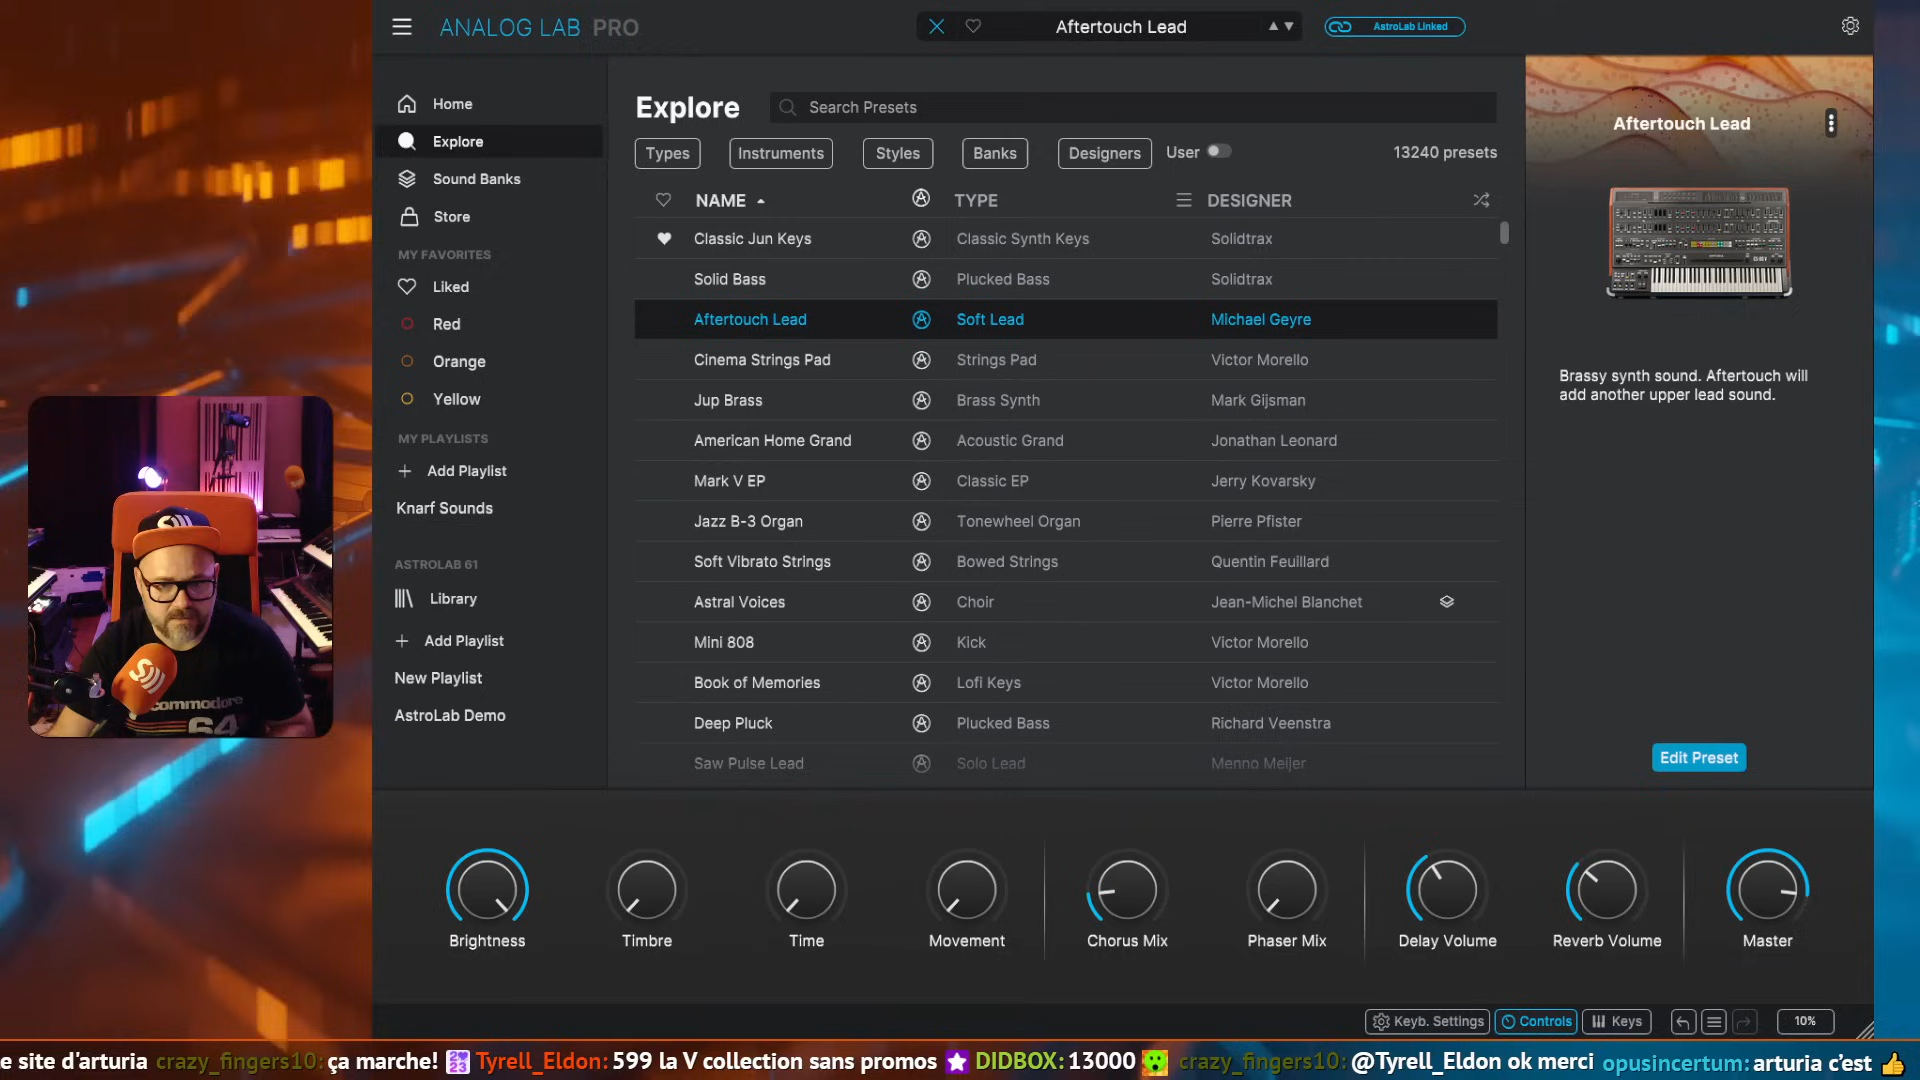 ANALOG LAB PRO
Aftertouch Lead
AstroLab Linked
Home
Explore
Sound Banks
Store
MY FAVORITES
Liked
Red
Orange
Yellow
MY PLAYLISTS
Add Playlist
Knarf Sounds
ASTROLAB 61
Library
Add Playlist
New Playlist
AstroLab Demo
Explore
Search Presets
Types Instruments Styles Banks Designers User 13240 presets
NAME TYPE DESIGNER
Classic Jun Keys Classic Synth Keys Solidtrax
Solid Bass Plucked Bass Solidtrax
Aftertouch Lead Soft Lead Michael Geyre
Cinema Strings Pad Strings Pad Victor Morello
Jup Brass Brass Synth Mark Gijsman
American Home Grand Acoustic Grand Jonathan Leonard
Mark V EP Classic EP Jerry Kovarsky
Jazz B-3 Organ Tonewheel Organ Pierre Pfister
Soft Vibrato Strings Bowed Strings Quentin Feuillard
Astral Voices Choir Jean-Michel Blanchet
Mini 808 Kick Victor Morello
Book of Memories Lofi Keys Victor Morello
Deep Pluck Plucked Bass Richard Veenstra
Saw Pulse Lead Solo Lead Menno Meijer
Aftertouch Lead
Brassy synth sound. Aftertouch will
add another upper lead sound.
Edit Preset
commodore
64
Brightness Timbre Time Movement Chorus Mix Phaser Mix Delay Volume Reverb Volume Master
Keyb. Settings Controls Keys 10%
e site d'arturia crazy_fingers10: ça marche! Tyrell_Eldon: 599 la V collection sans promos DIDBOX: 13000 crazy_fingers10: @Tyrell_Eldon ok merci opusincertum: arturia c’est